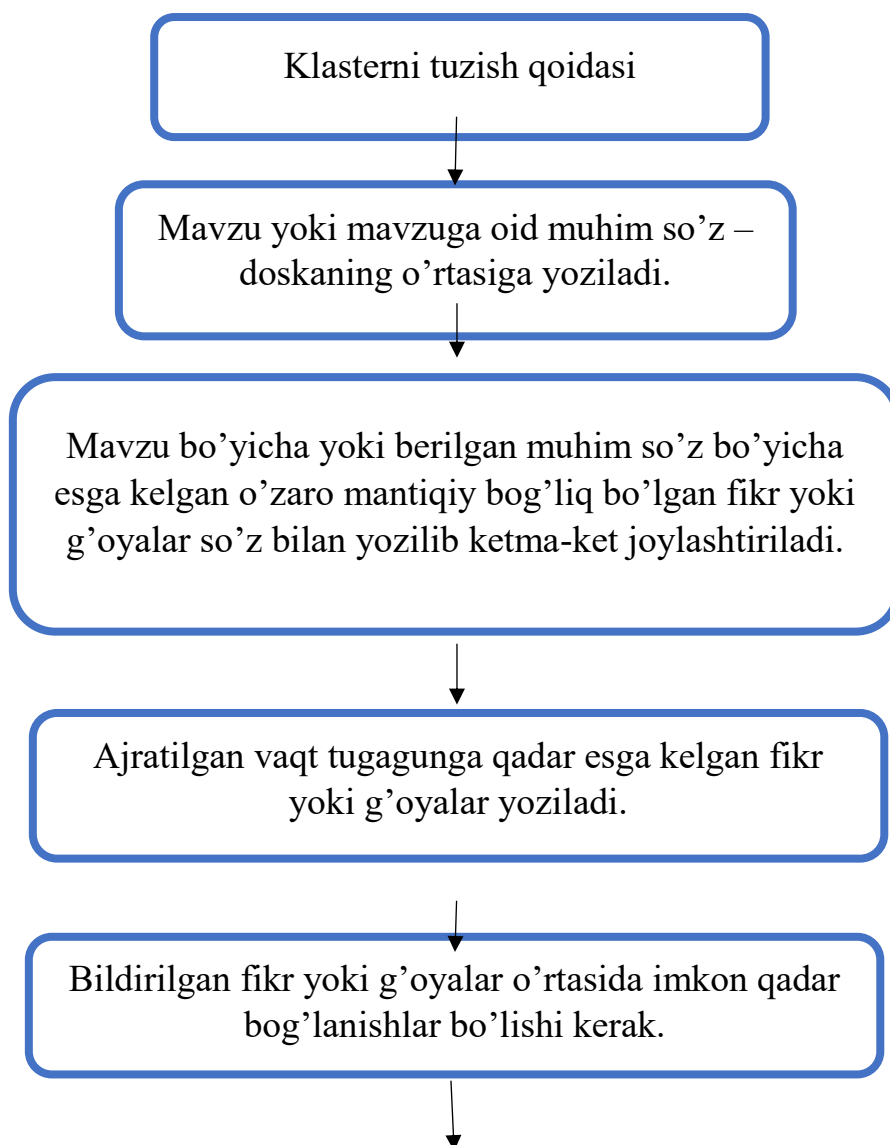 Klasterni tuzish qoidasi
Mavzu yoki mavzuga oid muhim so’z –
doskaning o’rtasiga yoziladi.
Mavzu bo’yicha yoki berilgan muhim so’z bo’yicha
esga kelgan o’zaro mantiqiy bog’liq bo’lgan fikr yoki
g’oyalar so’z bilan yozilib ketma-ket joylashtiriladi.
Ajratilgan vaqt tugagunga qadar esga kelgan fikr
yoki g’oyalar yoziladi.
Bildirilgan fikr yoki g’oyalar o’rtasida imkon qadar
bog’lanishlar bo’lishi kerak.